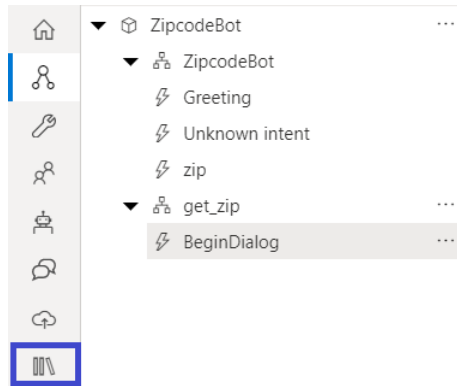 ZipcodeBot ...
ZipcodeBot
Greeting
Unknown intent
zip
get_zip ...
BeginDialog ...